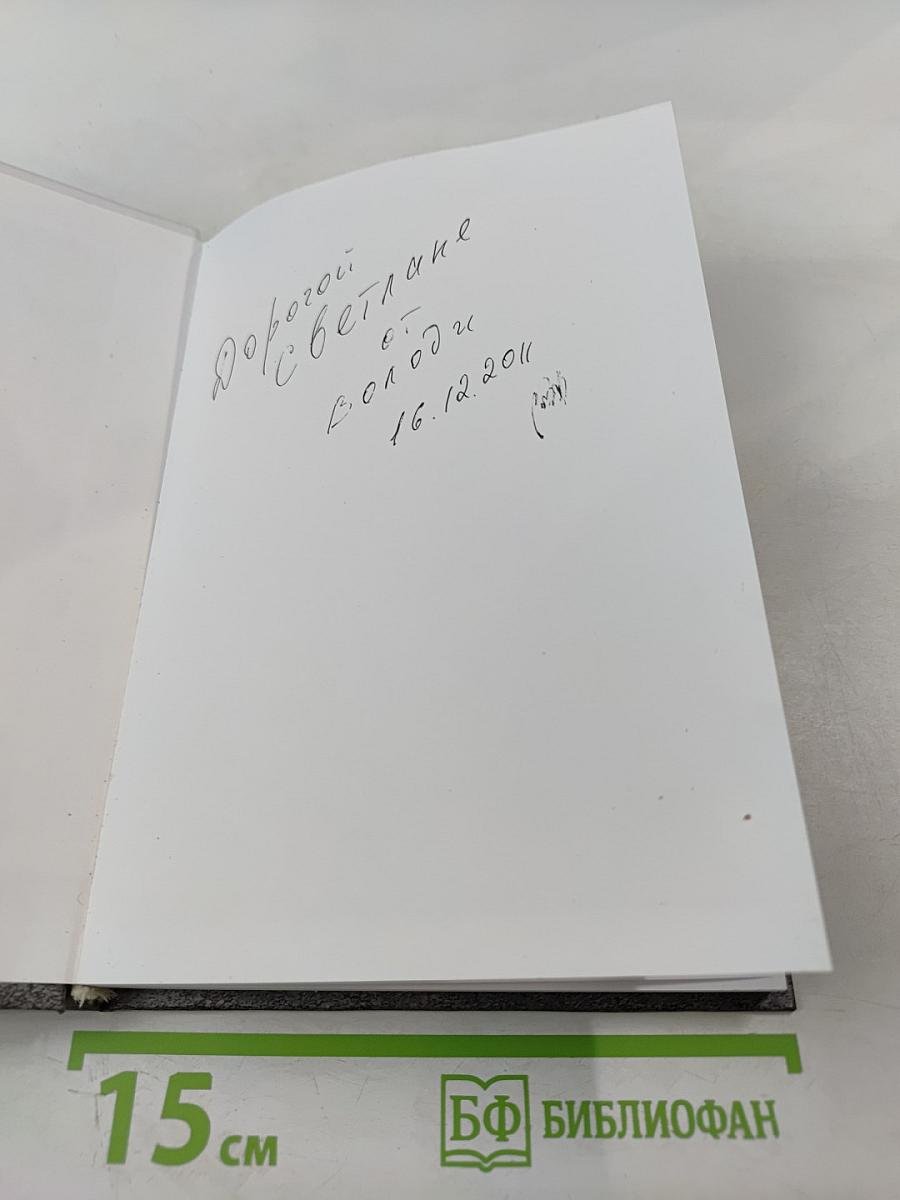 Дорогой
Светлане
от
Володи
16.12.2011
15 см
БФ БИБЛИОФАН